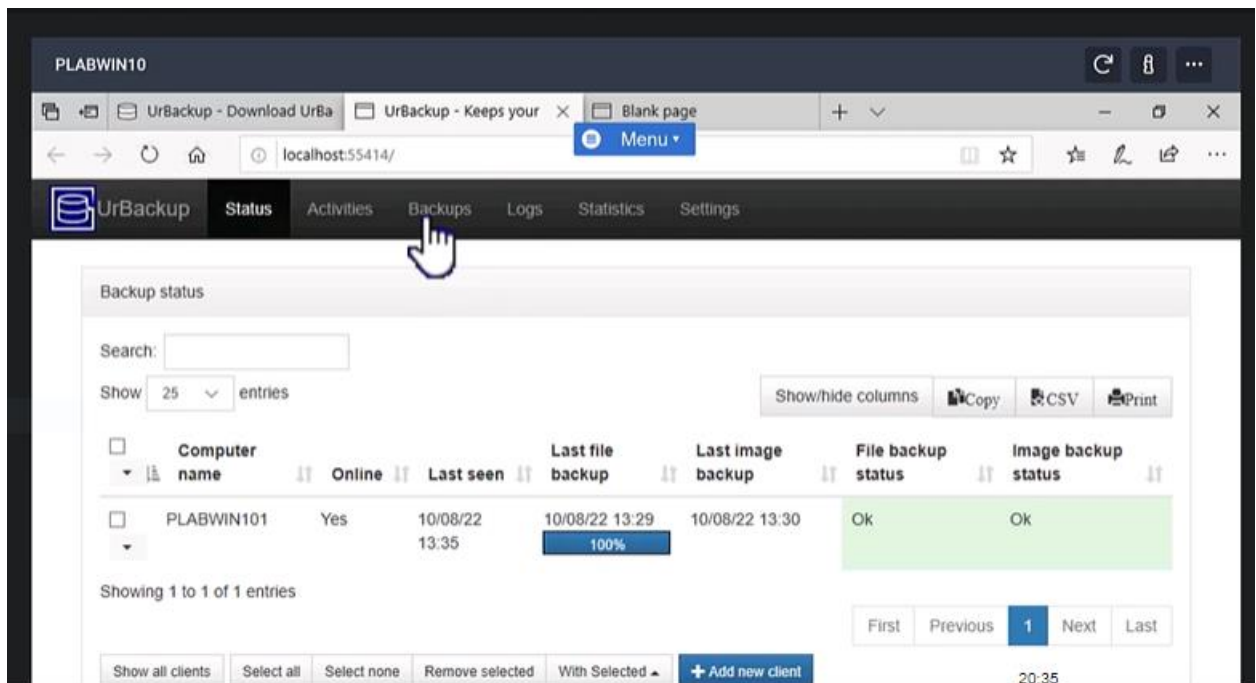 PLABWIN10
UrBackup - Download UrBa
UrBackup - Keeps your
Blank page
Menu
localhost:55414/
UrBackup Status Activities Backups Logs Statistics Settings
Backup status
Search:
Show 25 entries
Show/hide columns Copy CSV Print
Computer name Online Last seen Last file backup Last image backup File backup status Image backup status
PLABWIN101 Yes 10/08/22 13:35 10/08/22 13:29 100% 10/08/22 13:30 Ok Ok
Showing 1 to 1 of 1 entries
First Previous 1 Next Last
Show all clients Select all Select none Remove selected With Selected + Add new client
20:35